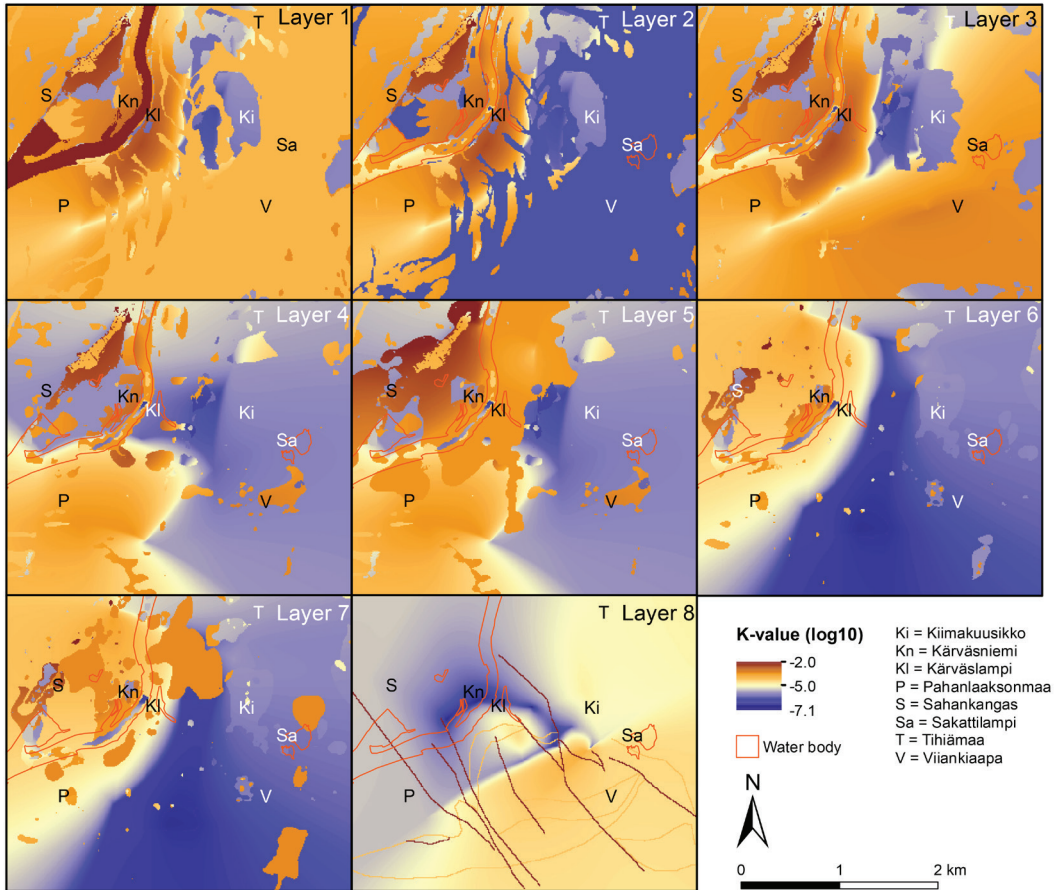 T Layer 1
S
Kn
Kl
Ki
Sa
P
V
T Layer 2
S
Kn
Kl
Ki
Sa
P
V
T Layer 3
S
Kn
Kl
Ki
Sa
P
V
T Layer 4
S
Kn
Kl
Ki
Sa
P
V
T Layer 5
S
Kn
Kl
Ki
Sa
P
V
T Layer 6
S
Kn
Kl
Ki
Sa
P
V
T Layer 7
S
Kn
Kl
Ki
Sa
P
V
T Layer 8
S
Kn
Kl
Ki
Sa
P
V
K-value (log10)
-2.0
-5.0
-7.1
Water body
Ki = Kiimakuusikko
Kn = Kärväsniemi
Kl = Kärväslampi
P = Pahanlaaksonmaa
S = Sahankangas
Sa = Sakattilampi
T = Tihiämaa
V = Viiankiaapa
N
0 1 2 km